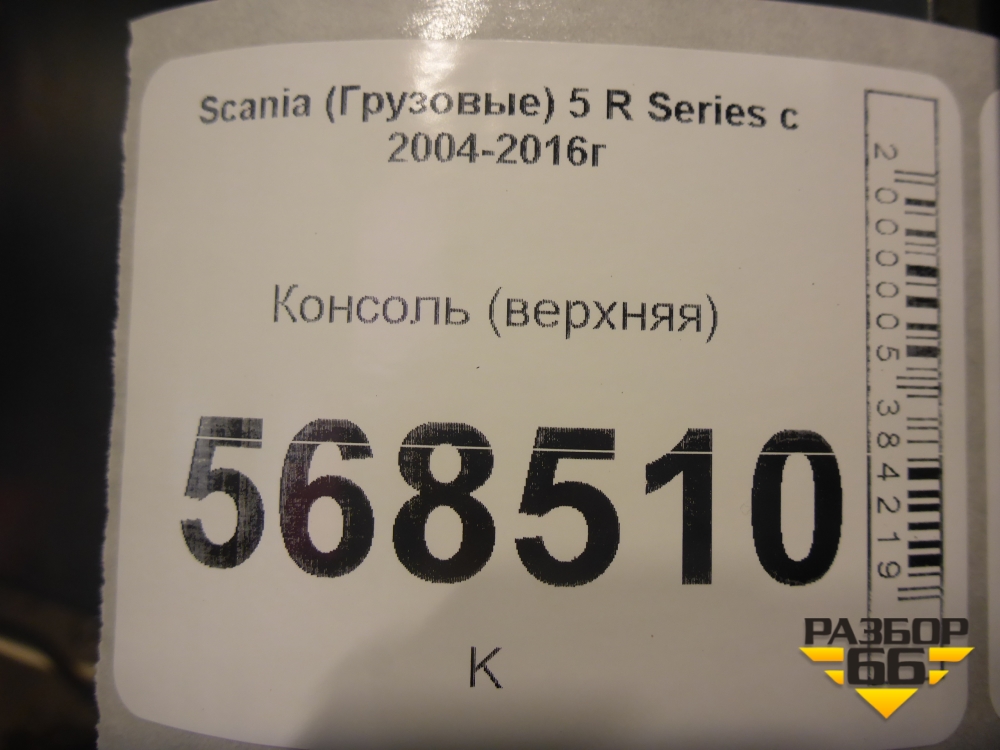 Scania (Грузовые) 5 R Series с
2004-2016г
Консоль (верхняя)
568510
К
2000005384219
РАЗБОР
66